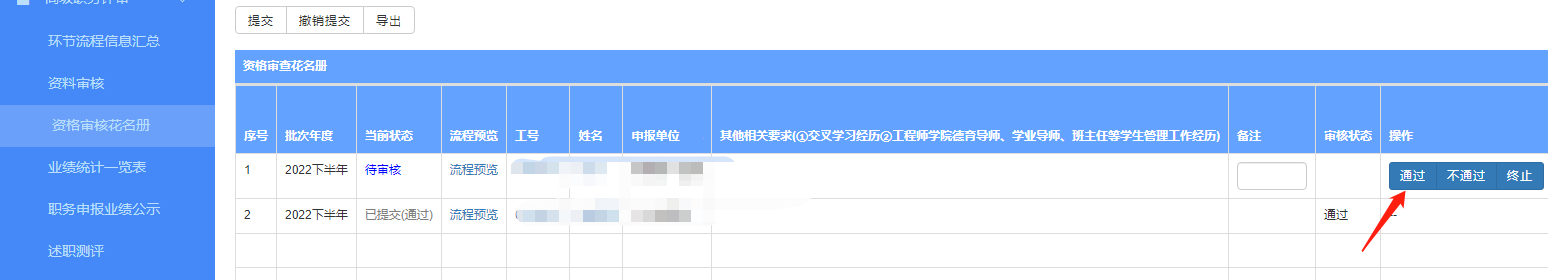 提交 撤销提交 导出
环节流程信息汇总
资料审核
资格审核花名册
业绩统计一览表
职务申报业绩公示
述职测评
资格审查花名册
序号 批次年度 当前状态 流程预览 工号 姓名 申报单位 其他相关要求(①交叉学习经历②工程师学院德育导师、学业导师、班主任等学生管理工作经历) 备注 审核状态 操作
1 2022下半年 待审核 流程预览 通过 不通过 终止
2 2022下半年 已提交(通过) 流程预览 通过 --